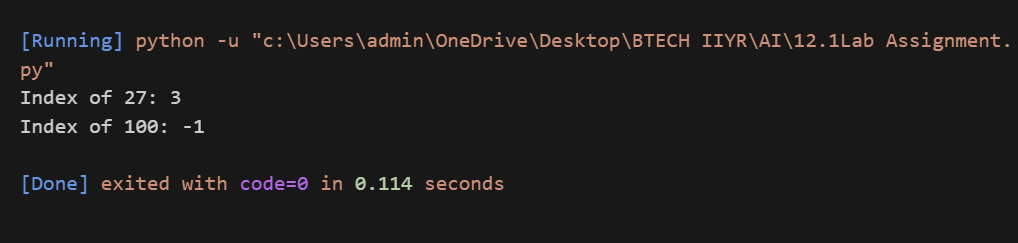 [Running] python -u "c:\Users\admin\OneDrive\Desktop\BTECH IIYR\AI\12.1Lab Assignment.
py"
Index of 27: 3
Index of 100: -1
[Done] exited with code=0 in 0.114 seconds